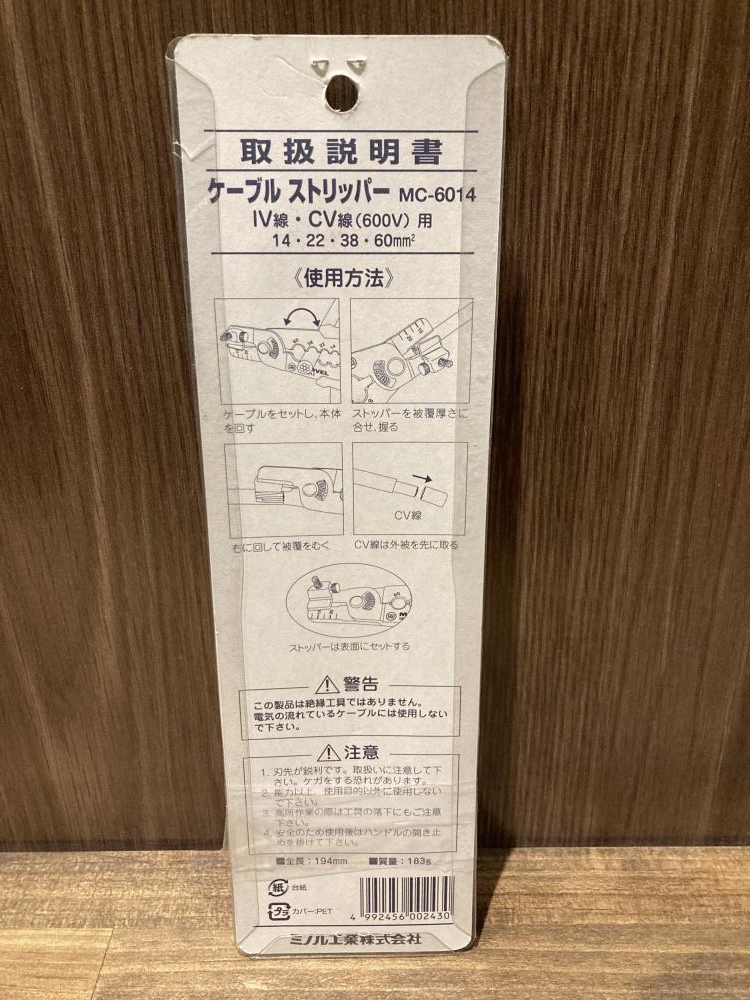 取扱説明書
ケーブル ストリッパー MC-6014
IV線・CV線(600V)用
14・22・38・60mm²
《使用方法》
ケーブルをセットし、本体
を回す
ストッパーを被覆厚さに
合せ、握る
右に回して被覆をむく
CV線
CV線は外被を先に取る
ストッパーは表面にセットする
警告
この製品は絶縁工具ではありません。
電気の流れているケーブルには使用しない
で下さい。
注意
1. 刃先が鋭利です。取扱いに注意して下
さい。ケガをする恐れがあります。
2. 能力以上、使用目的以外に使用しない
で下さい。
3. 高所作業の際は工具の落下にもご注意
下さい。
4. 安全のため使用後はハンドルの開き止
めを掛けて下さい。
■全長：194mm ■質量：183g
紙 台紙
プラ カバー:PET
4 992456 002430
ミノル工業株式会社